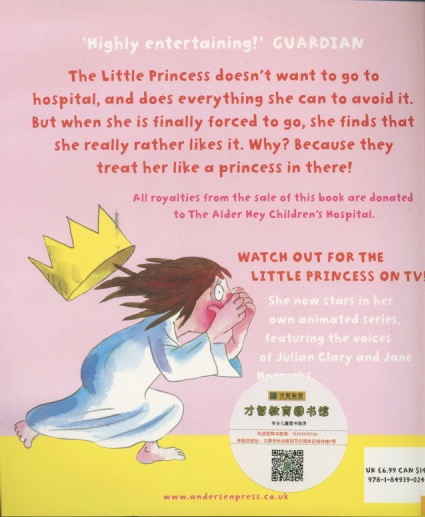 'Highly entertaining!' GUARDIAN
The Little Princess doesn't want to go to
hospital, and does everything she can to avoid it.
But when she is finally forced to go, she finds that
she really rather likes it. Why? Because they
treat her like a princess in there!
All royalties from the sale of this book are donated
to The Alder Hey Children's Hospital.
WATCH OUT FOR THE
LITTLE PRINCESS ON TV!
She now stars in her
own animated series,
featuring the voices
of Julian Clary and Jane
才智教育图书馆
UK £6.99 CAN $14
978-1-84939-024
www.andersenpress.co.uk